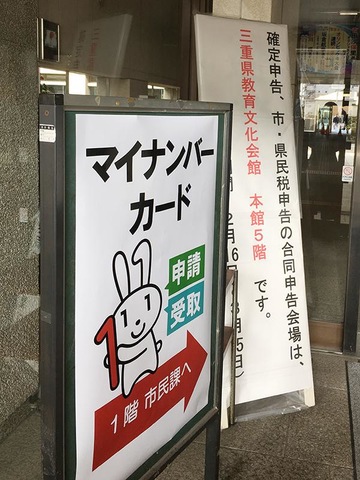 マイナンバー
カード
申請
受取
1
1階 市民課へ
確定申告、市・県民税申告の合同申告会場は、
三重県教育文化会館 本館5階 です。